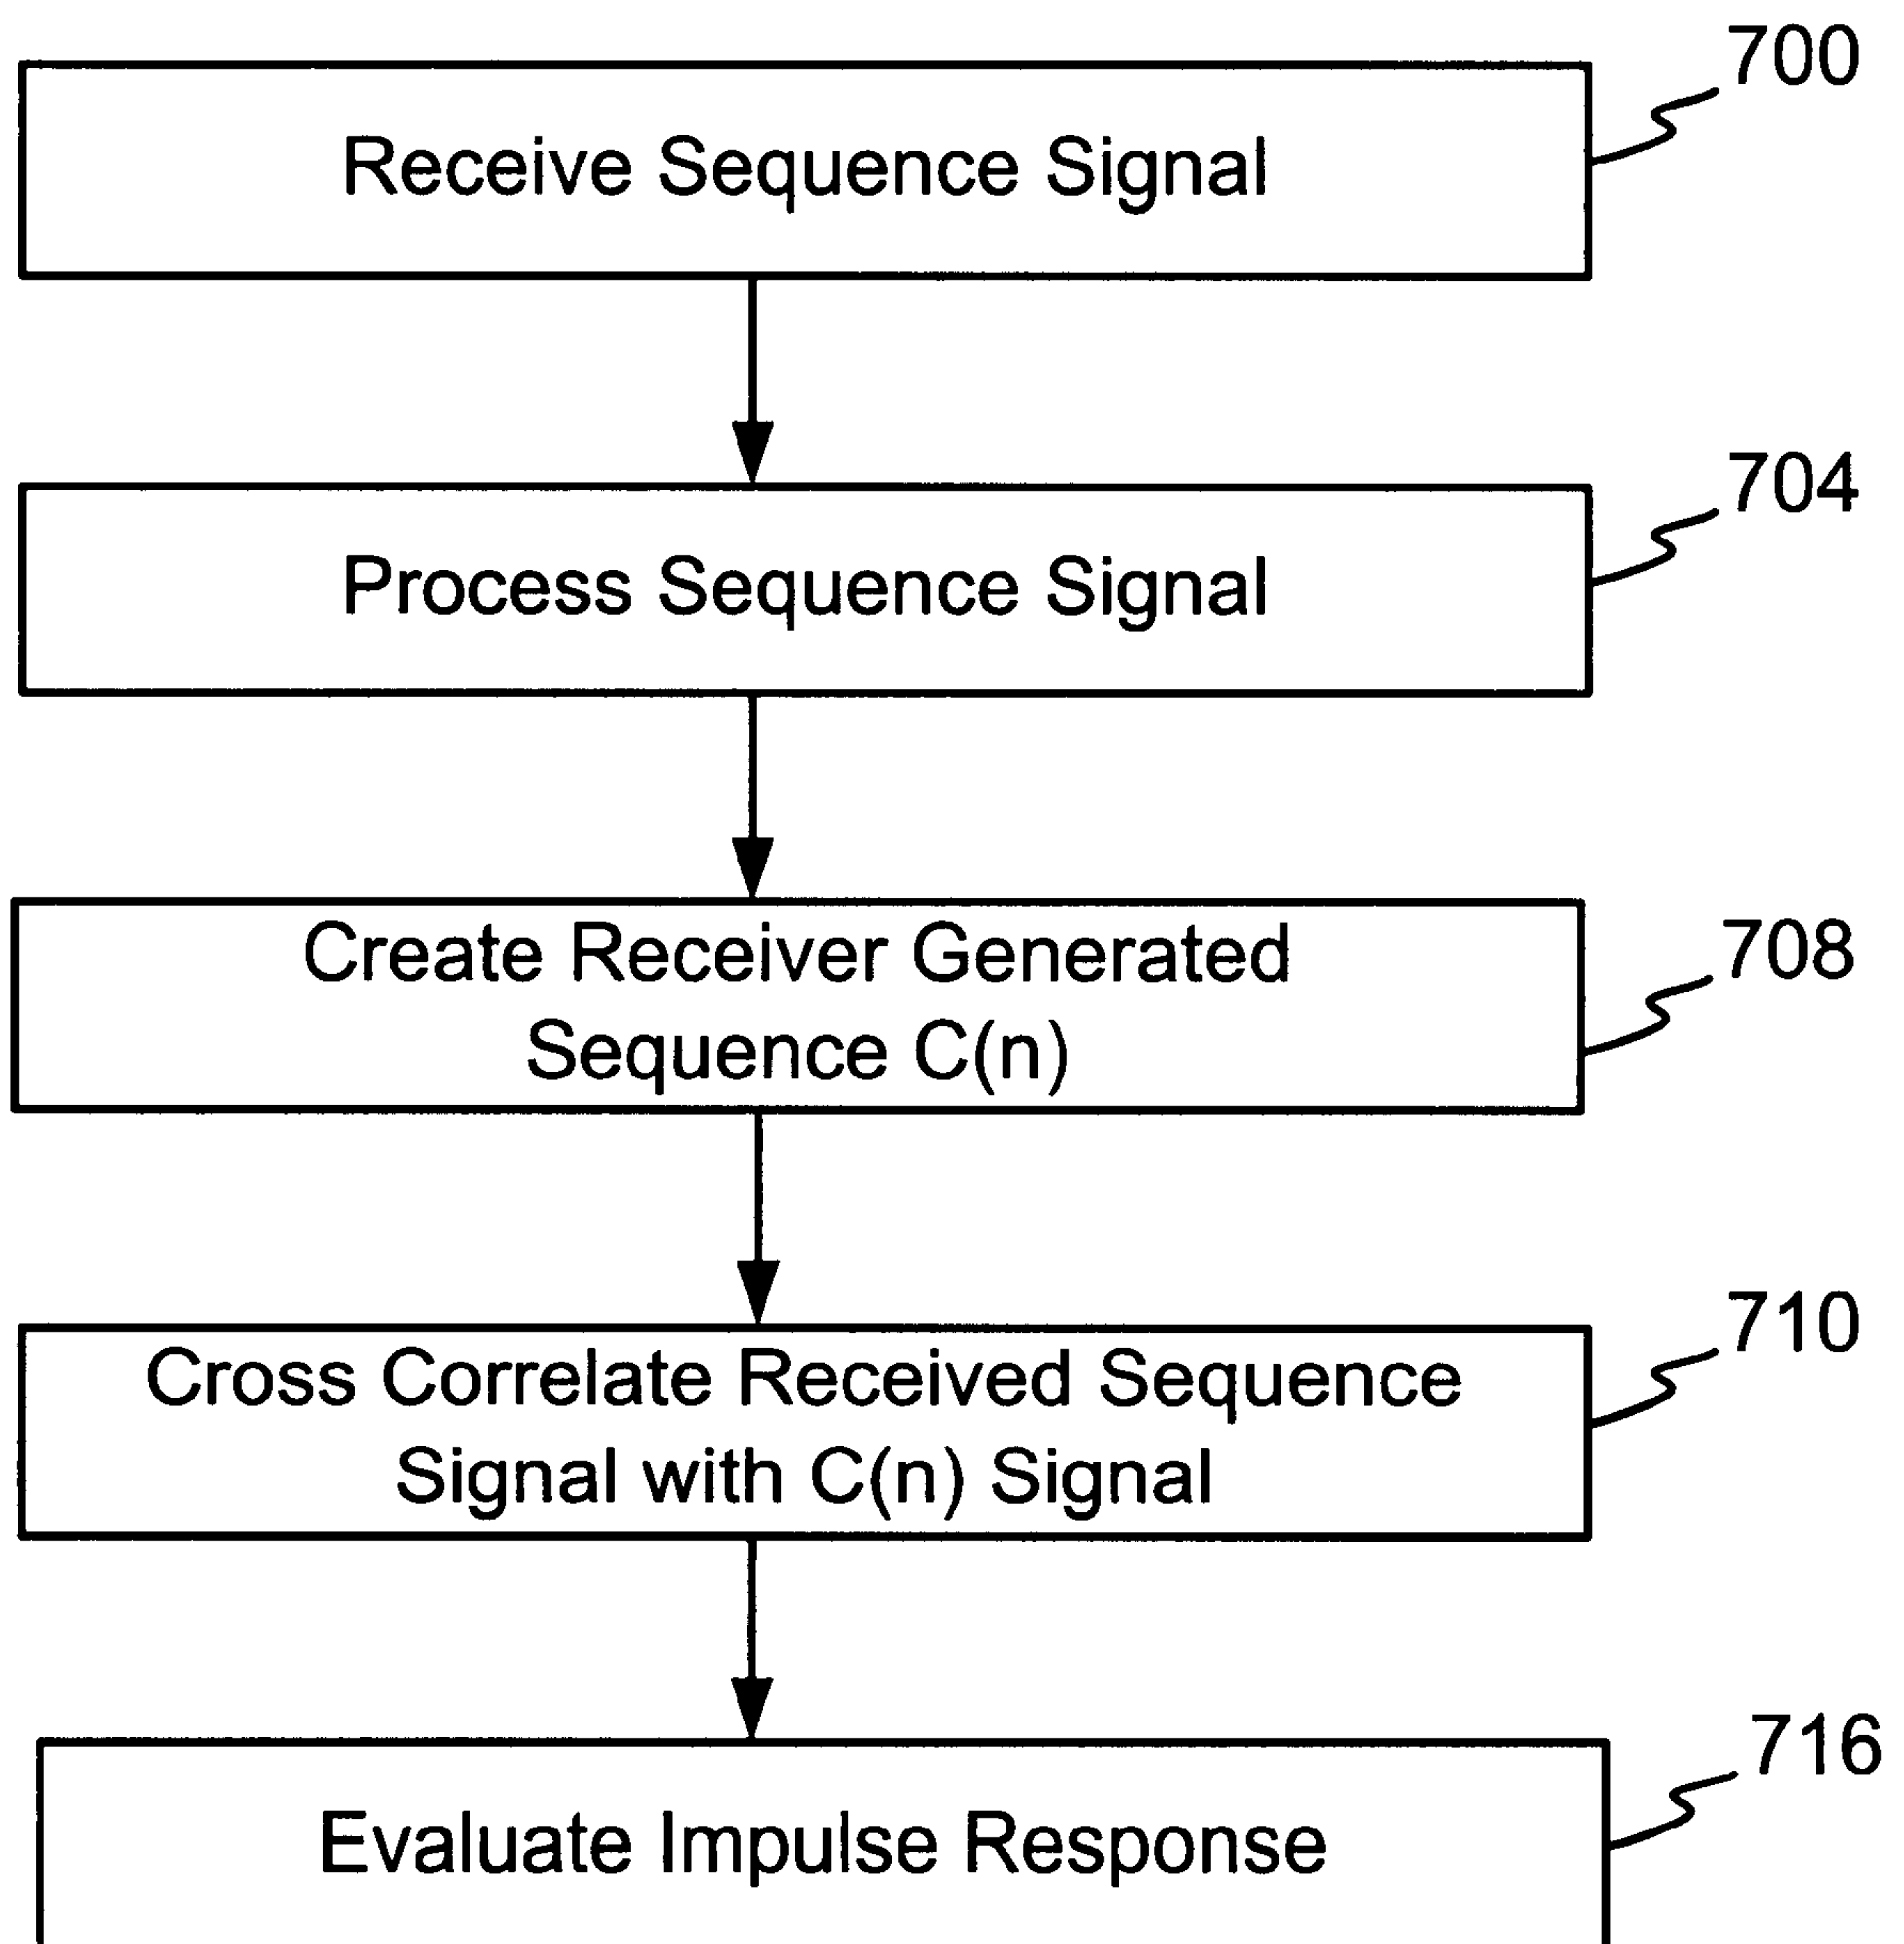 700
Receive Sequence Signal
704
Process Sequence Signal
708
Create Receiver Generated
Sequence C(n)
710
Cross Correlate Received Sequence
Signal with C(n) Signal
716
Evaluate Impulse Response